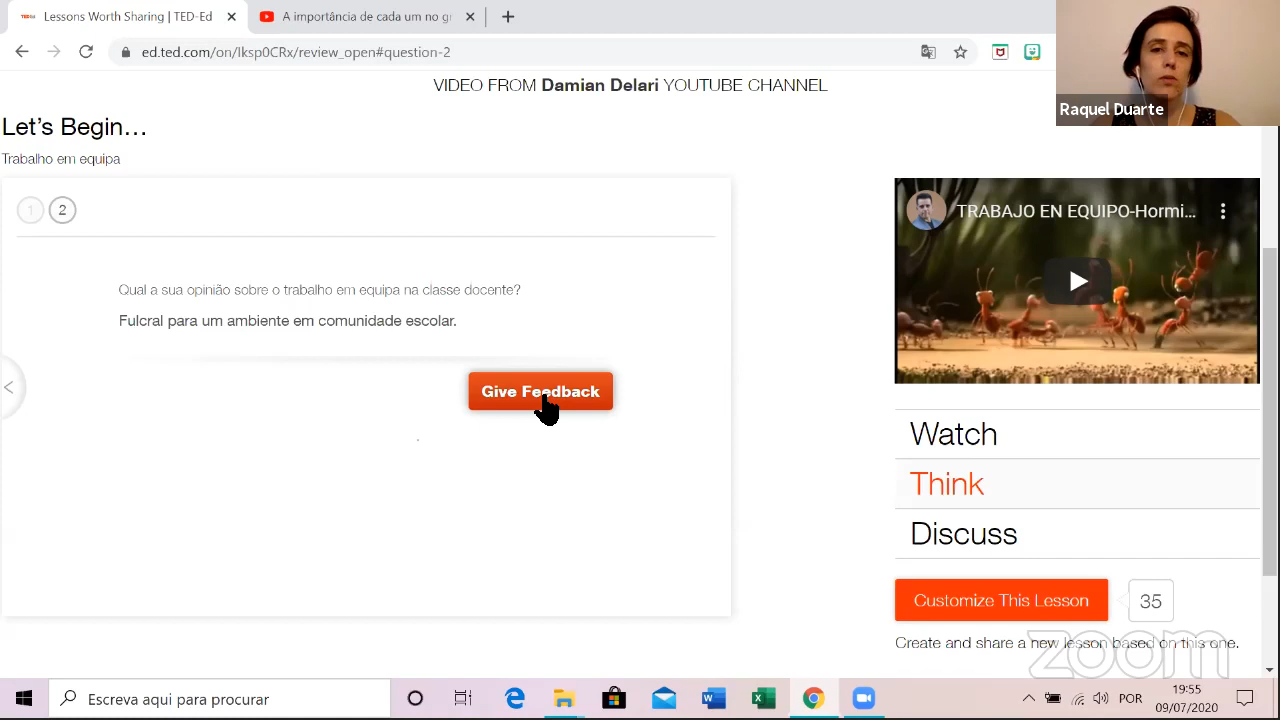 TED Ed
Lessons Worth Sharing | TED-Ed
A importância de cada um no gr
ed.ted.com/on/lksp0CRx/review_open#question-2
Raquel Duarte
VIDEO FROM Damian Delari YOUTUBE CHANNEL
Let's Begin…
Trabalho em equipa
1 2
Qual a sua opinião sobre o trabalho em equipa na classe docente?
Fulcral para um ambiente em comunidade escolar.
Give Feedback
TRABAJO EN EQUIPO-Hormi...
Watch
Think
Discuss
Customize This Lesson
35
Create and share a new lesson based on this one.
zoom
Escreva aqui para procurar
POR
19:55
09/07/2020